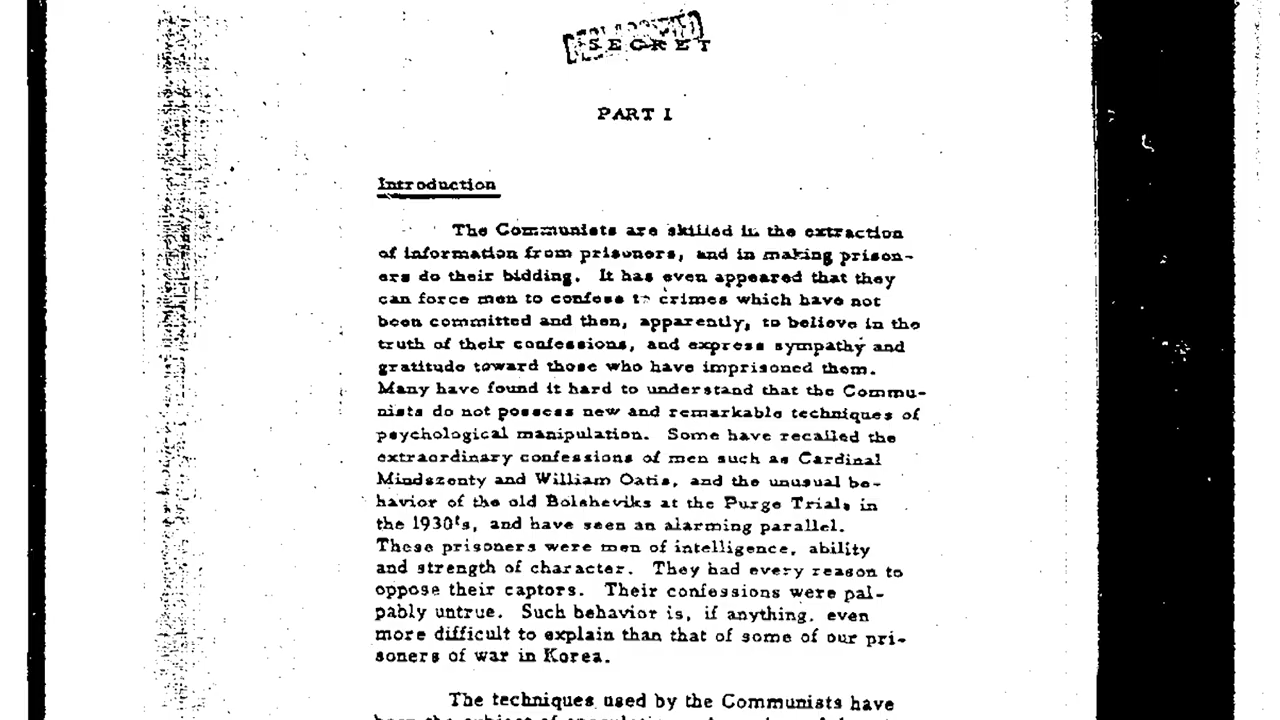 SECRET
PART I
Introduction
The Communists are skilled in the extraction
of information from prisoners, and in making prison-
ers do their bidding. It has even appeared that they
can force men to confess to crimes which have not
been committed and then, apparently, to believe in the
truth of their confessions, and express sympathy and
gratitude toward those who have imprisoned them.
Many have found it hard to understand that the Commu-
nists do not possess new and remarkable techniques of
psychological manipulation. Some have recalled the
extraordinary confessions of men such as Cardinal
Mindszenty and William Oatis, and the unusual be-
havior of the old Bolsheviks at the Purge Trials in
the 1930's, and have seen an alarming parallel.
These prisoners were men of intelligence, ability
and strength of character. They had every reason to
oppose their captors. Their confessions were pal-
pably untrue. Such behavior is, if anything, even
more difficult to explain than that of some of our pri-
soners of war in Korea.
The techniques used by the Communists have